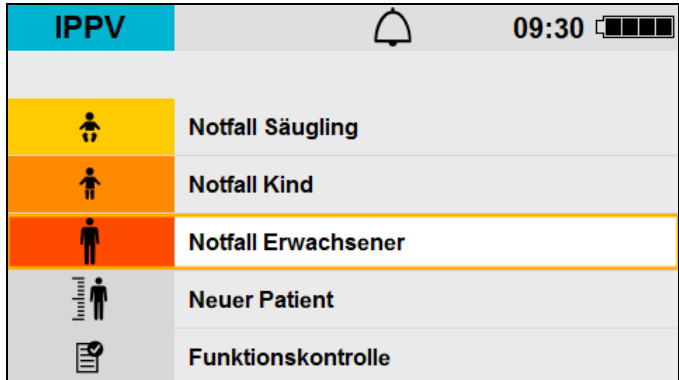 IPPV 09:30
Notfall Säugling
Notfall Kind
Notfall Erwachsener
Neuer Patient
Funktionskontrolle